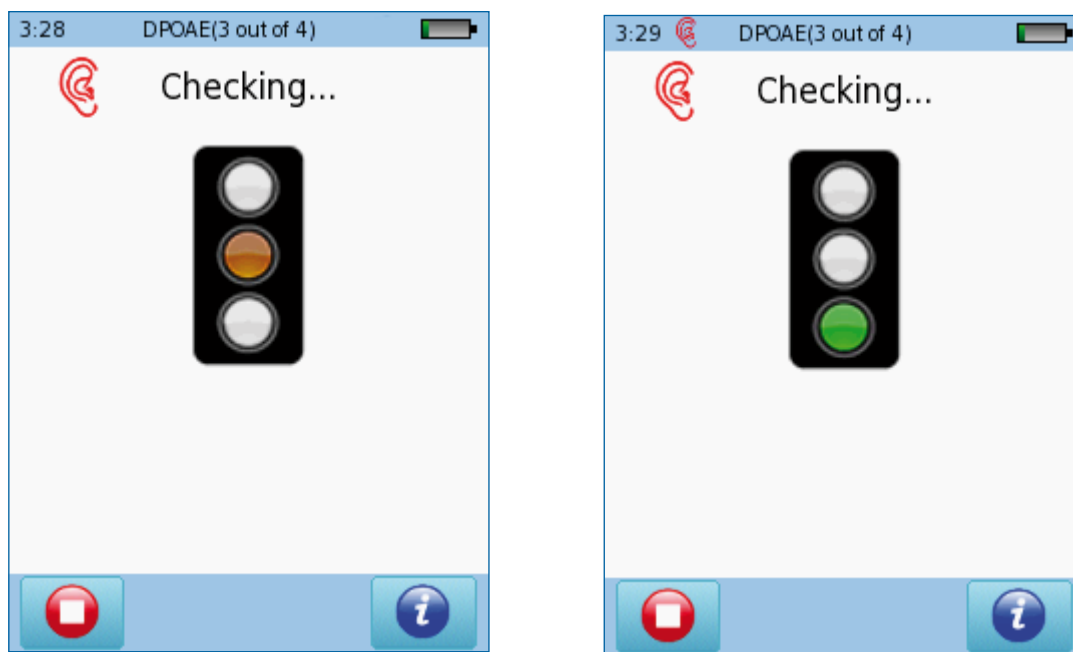 3:28 DPOAE(3 out of 4)
Checking...
i
3:29 DPOAE(3 out of 4)
Checking...
i